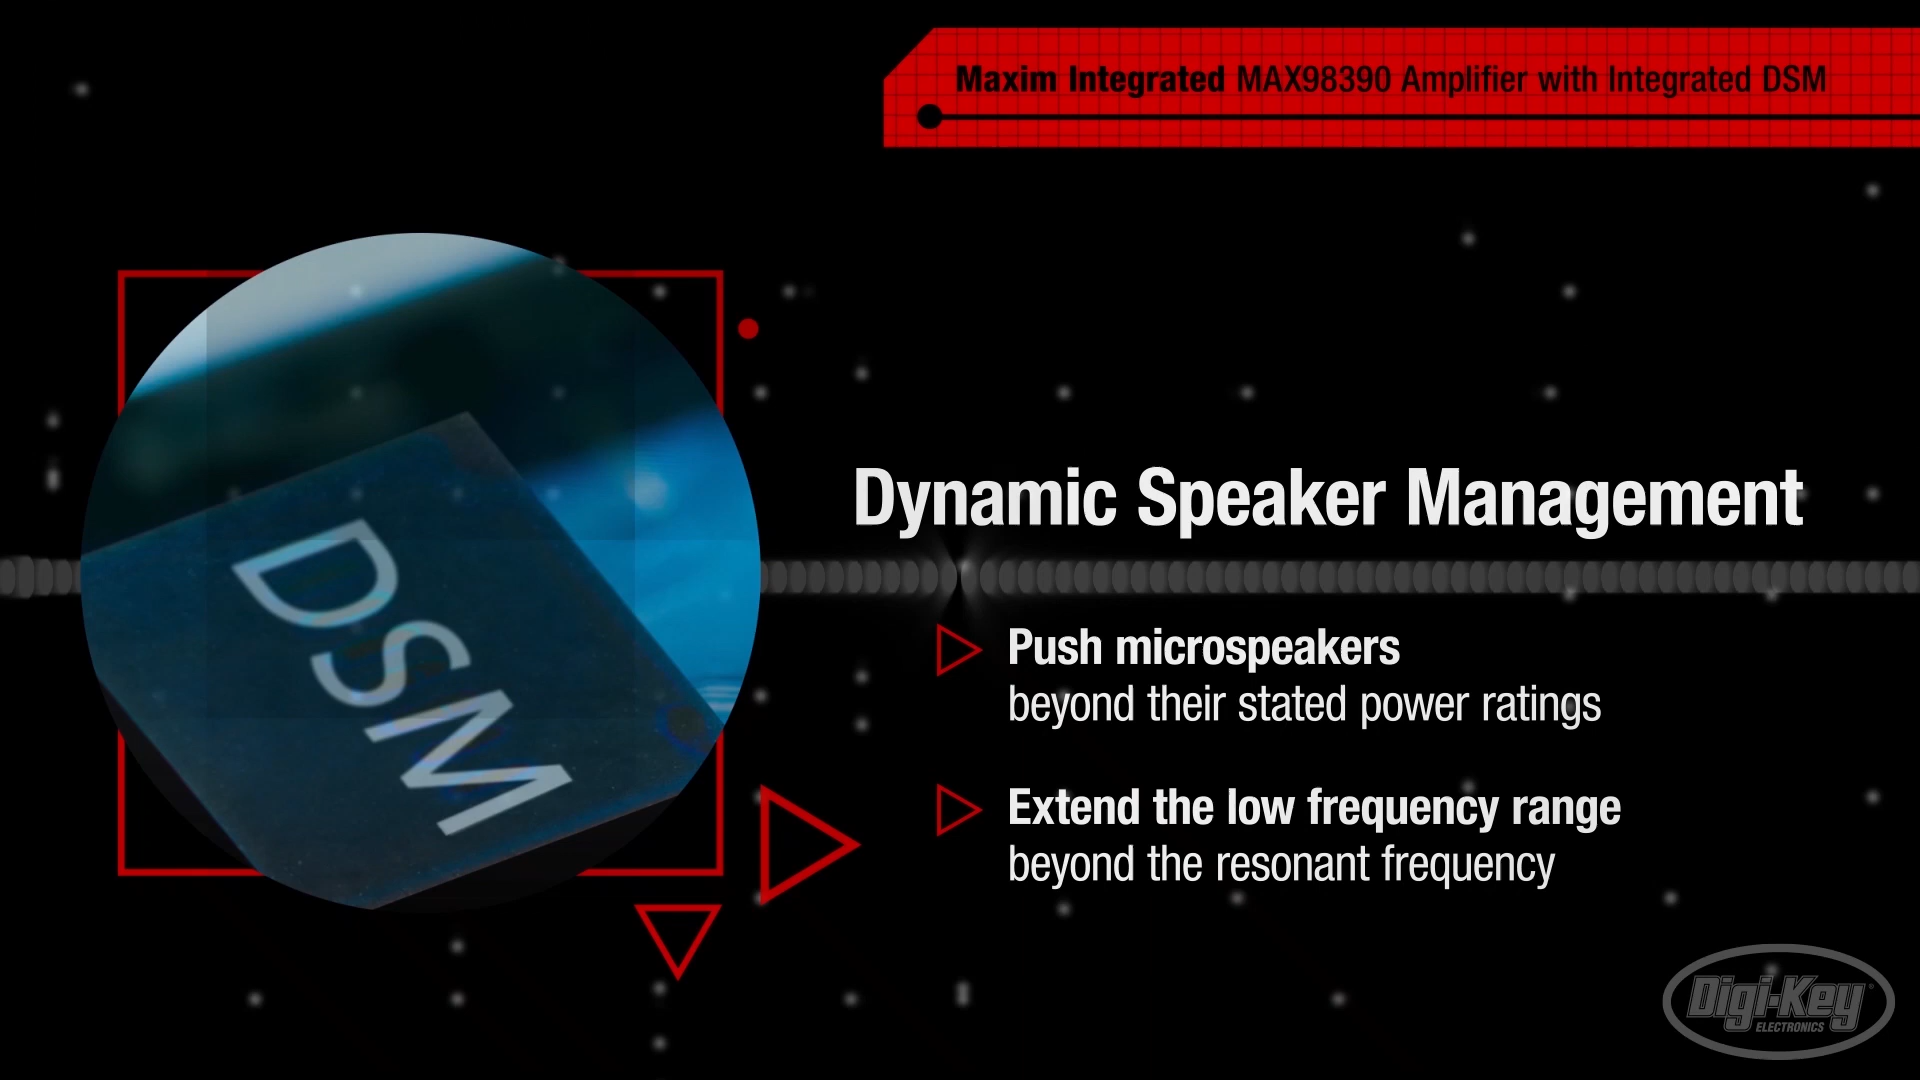 Maxim Integrated MAX98390 Amplifier with Integrated DSM
DSM
Dynamic Speaker Management
Push microspeakers
beyond their stated power ratings
Extend the low frequency range
beyond the resonant frequency
Digi-Key
ELECTRONICS